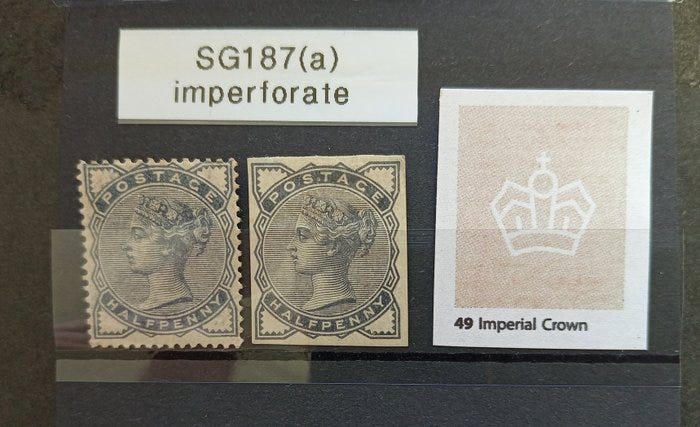 SG187(a)
imperforate
POSTAGE
HALFPENNY
POSTAGE
HALFPENNY
49 Imperial Crown